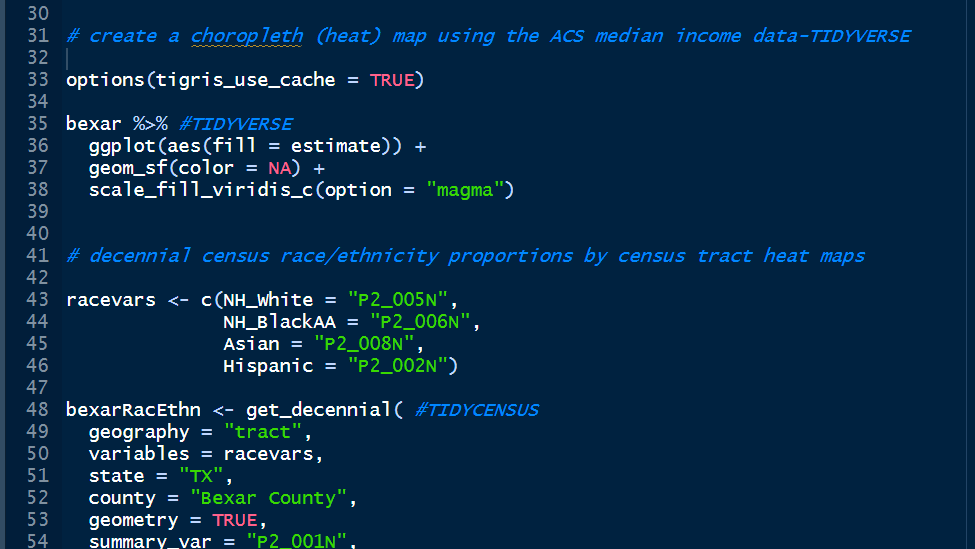 30
31 # create a choropleth (heat) map using the ACS median income data-TIDYVERSE
32
33 options(tigris_use_cache = TRUE)
34
35 bexar %>% #TIDYVERSE
36   ggplot(aes(fill = estimate)) +
37   geom_sf(color = NA) +
38   scale_fill_viridis_c(option = "magma")
39
40
41 # decennial census race/ethnicity proportions by census tract heat maps
42
43 racevars <- c(NH_White = "P2_005N",
44               NH_BlackAA = "P2_006N",
45               Asian = "P2_008N",
46               Hispanic = "P2_002N")
47
48 bexarRacEthn <- get_decennial( #TIDYCENSUS
49   geography = "tract",
50   variables = racevars,
51   state = "TX",
52   county = "Bexar County",
53   geometry = TRUE,
54   summary_var = "P2_001N",